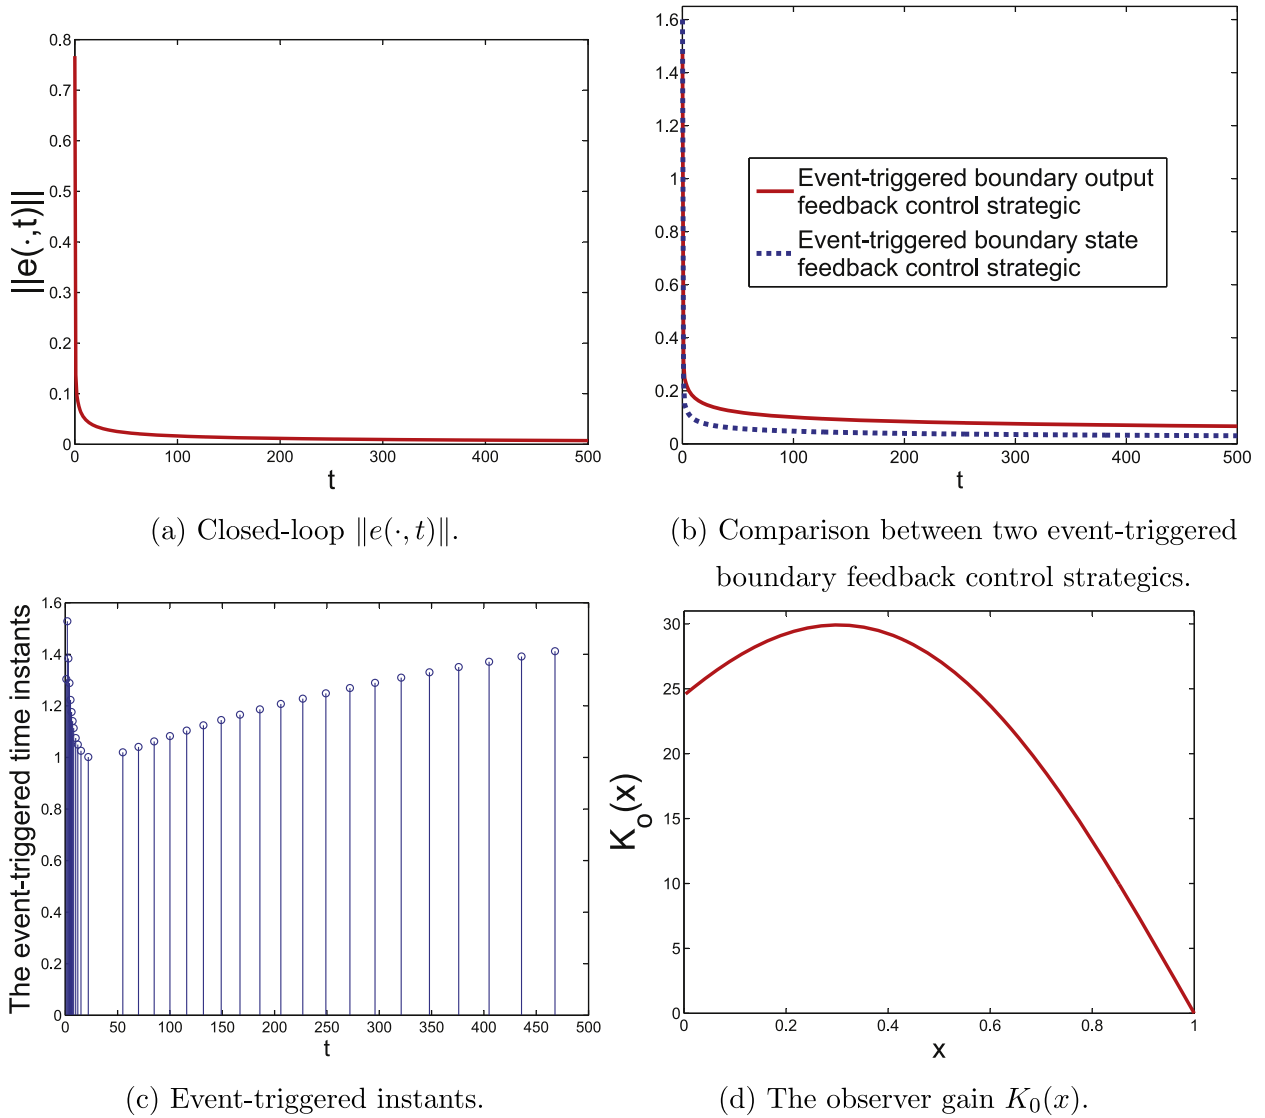 0.8
0.7
0.6
0.5
0.4
0.3
0.2
0.1
0
||e(·,t)||
0 100 200 300 400 500
t
(a) Closed-loop ‖e(·, t)‖.
1.6
1.4
1.2
1
0.8
0.6
0.4
0.2
0
Event-triggered boundary output
feedback control strategic
Event-triggered boundary state
feedback control strategic
0 100 200 300 400 500
t
(b) Comparison between two event-triggered
boundary feedback control strategics.
The event-triggered time instants
1.6
1.4
1.2
1
0.8
0.6
0.4
0.2
0
0 50 100 150 200 250 300 350 400 450 500
t
(c) Event-triggered instants.
K_o(x)
30
25
20
15
10
5
0
0 0.2 0.4 0.6 0.8 1
x
(d) The observer gain K_0(x).